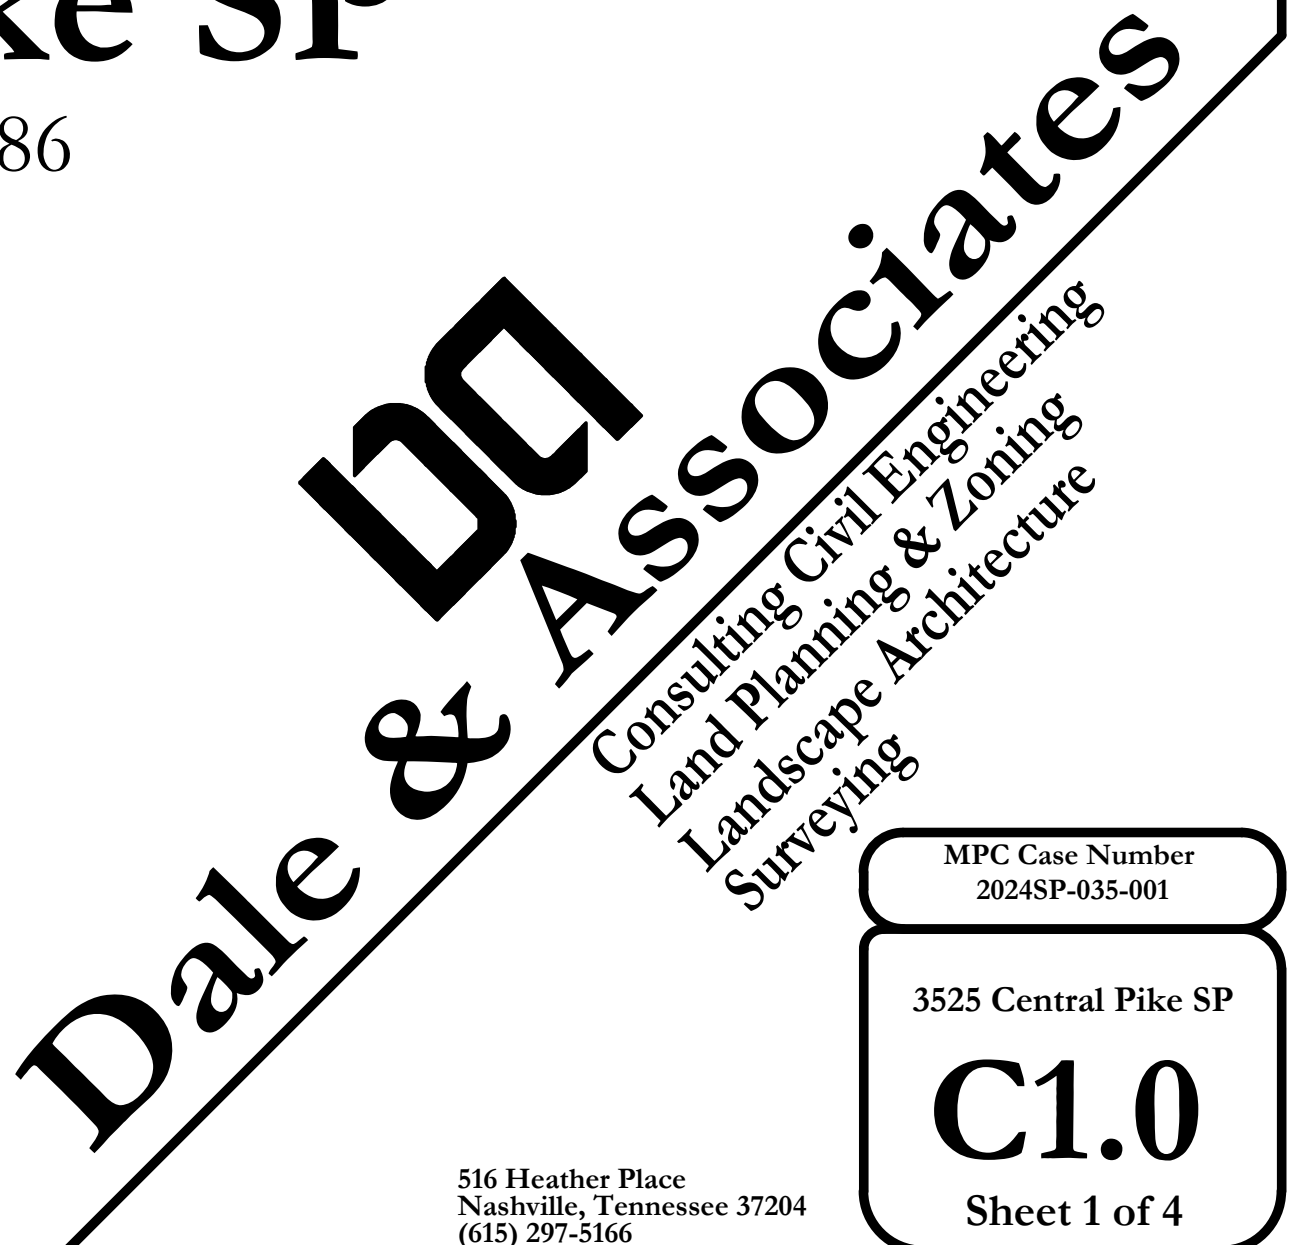 ke SP
86
Dale & Associates
Consulting Civil Engineering
Land Planning & Zoning
Landscape Architecture
Surveying
MPC Case Number
2024SP-035-001
3525 Central Pike SP
C1.0
Sheet 1 of 4
516 Heather Place
Nashville, Tennessee 37204
(615) 297-5166